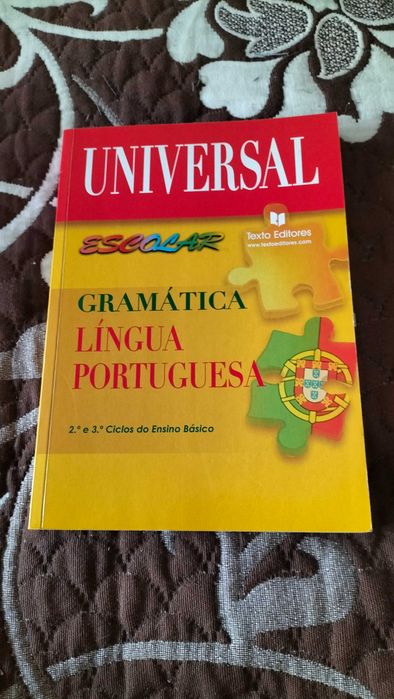 UNIVERSAL
ESCOLAR
Texto Editores
www.textoeditores.com
GRAMÁTICA
LÍNGUA
PORTUGUESA
2.º e 3.º Ciclos do Ensino Básico